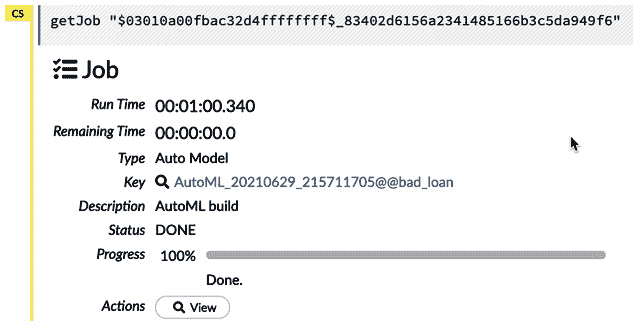 CS
getJob "$03010a00fbac32d4ffffffff$_83402d6156a2341485166b3c5da949f6"
Job
Run Time 00:01:00.340
Remaining Time 00:00:00.0
Type Auto Model
Key AutoML_20210629_215711705@@bad_loan
Description AutoML build
Status DONE
Progress 100%
Done.
Actions View